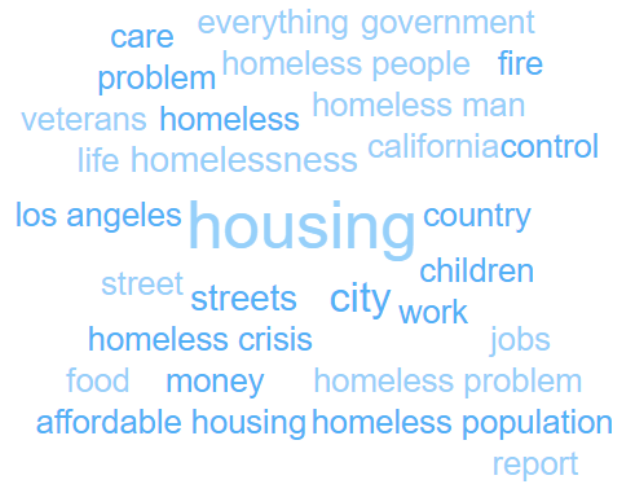 everything government
care
homeless people fire
problem
homeless man
veterans homeless
californiacontrol
life homelessness
los angeles housing country
children
street streets city work
homeless crisis jobs
food money homeless problem
affordable housing homeless population
report